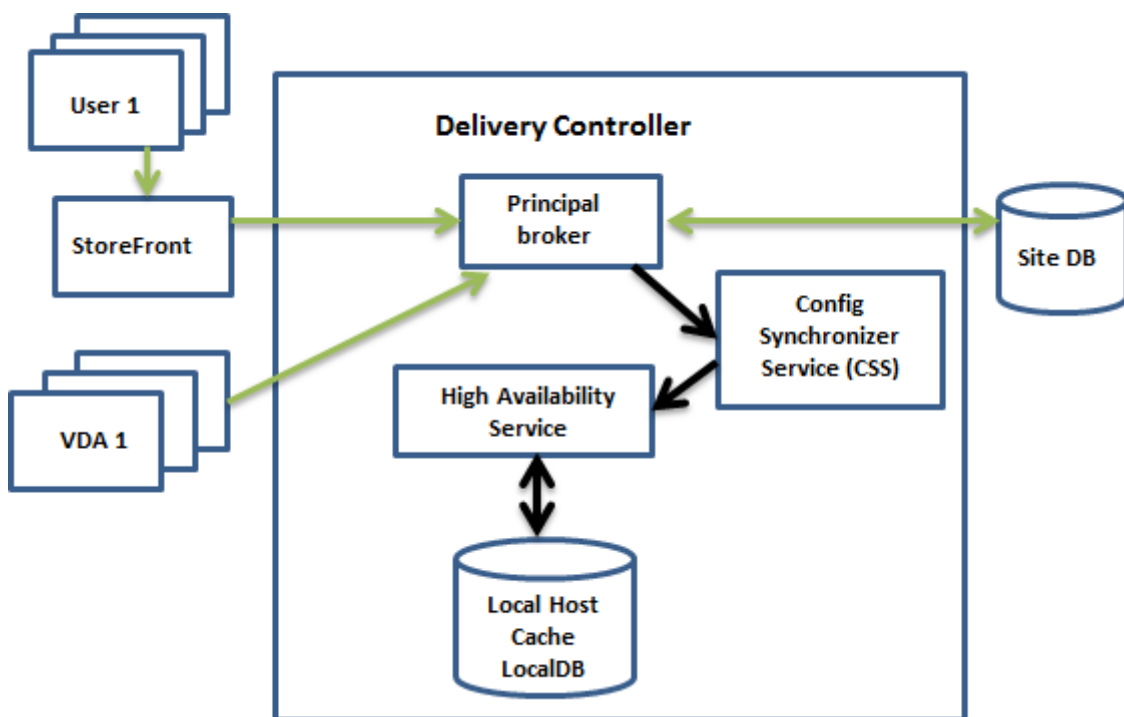 User 1
Delivery Controller
StoreFront
Principal
broker
Site DB
Config
Synchronizer
Service (CSS)
High Availability
Service
VDA 1
Local Host
Cache
LocalDB